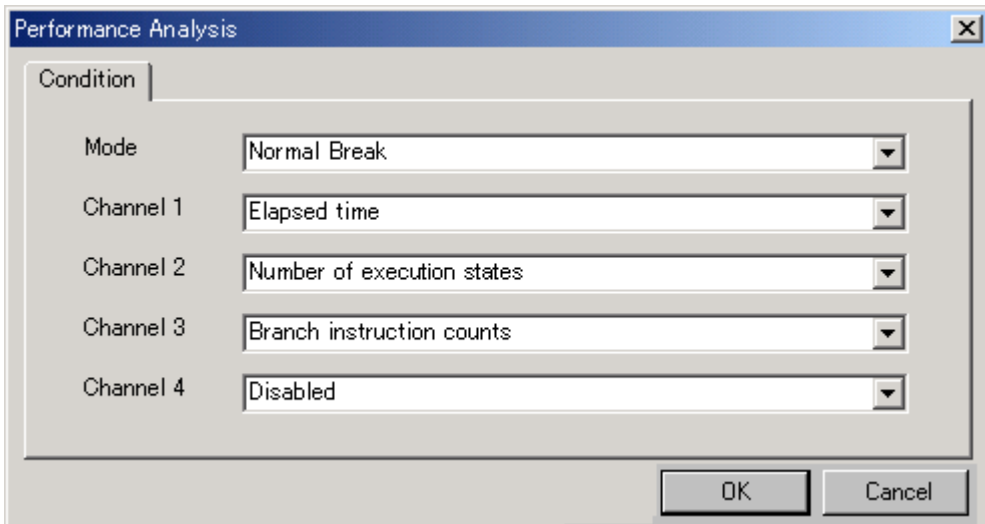 Performance Analysis
Condition
Mode Normal Break
Channel 1 Elapsed time
Channel 2 Number of execution states
Channel 3 Branch instruction counts
Channel 4 Disabled
OK Cancel